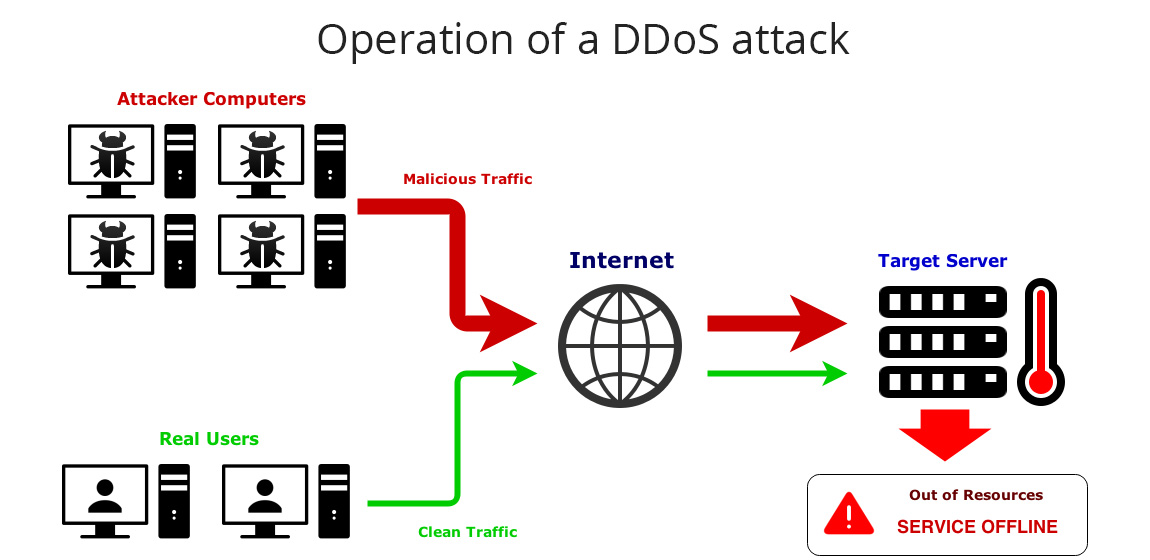 Operation of a DDoS attack
Attacker Computers
Malicious Traffic
Internet
Target Server
Real Users
Clean Traffic
Out of Resources
SERVICE OFFLINE